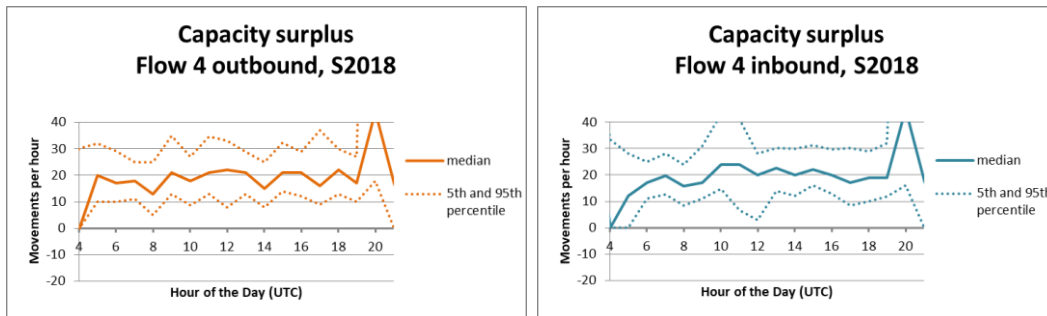 Capacity surplus
Flow 4 outbound, S2018
Movements per hour
40
30
20
10
0
-10
-20
4 6 8 10 12 14 16 18 20
Hour of the Day (UTC)
median
5th and 95th
percentile
Capacity surplus
Flow 4 inbound, S2018
Movements per hour
40
30
20
10
0
-10
-20
4 6 8 10 12 14 16 18 20
Hour of the Day (UTC)
median
5th and 95th
percentile